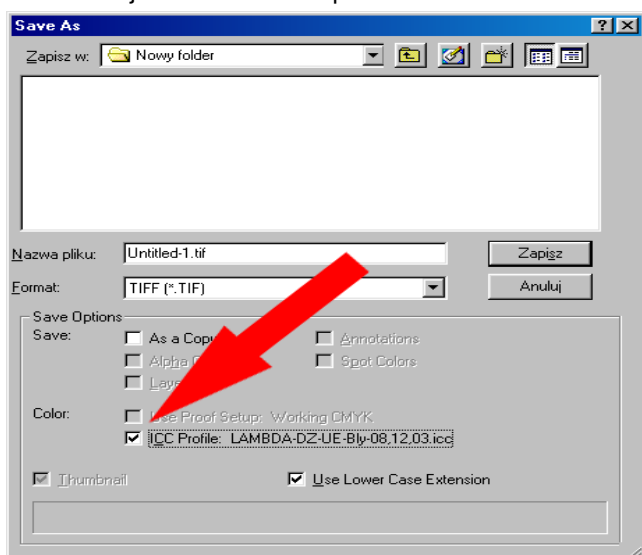 Save As
Zapisz w: Nowy folder
Nazwa pliku: Untitled-1.tif Zapisz
Format: TIFF (*.TIF) Anuluj
Save Options
Save: As a Copy Annotations
Spot Colors
Color: Use Proof Setup: Working CMYK
ICC Profile: LAMBDA-DZ-UE-Bly-08,12,03.icc
Thumbnail Use Lower Case Extension